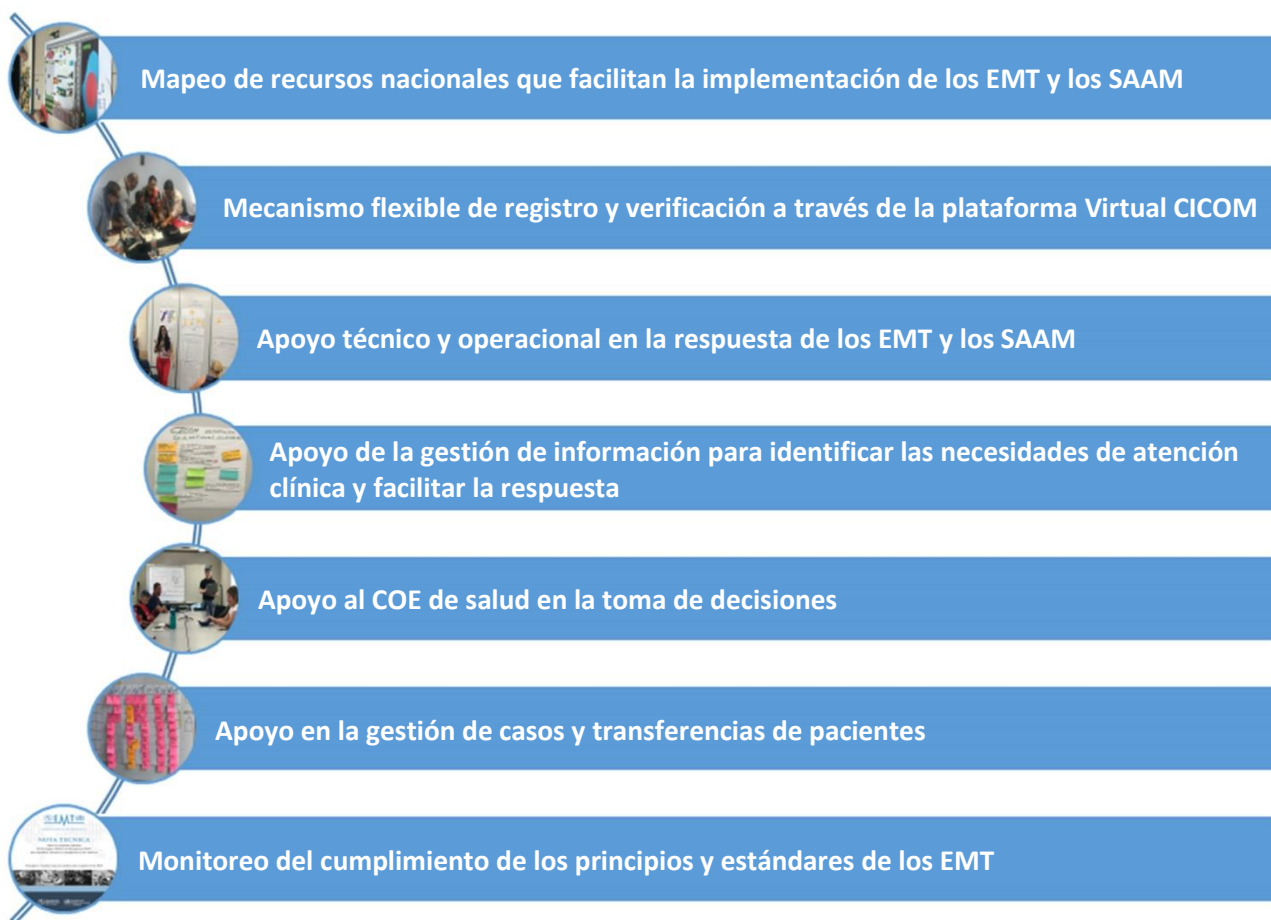 Mapeo de recursos nacionales que facilitan la implementación de los EMT y los SAAM
Mecanismo flexible de registro y verificación a través de la plataforma Virtual CICOM
Apoyo técnico y operacional en la respuesta de los EMT y los SAAM
Apoyo de la gestión de información para identificar las necesidades de atención
clínica y facilitar la respuesta
Apoyo al COE de salud en la toma de decisiones
Apoyo en la gestión de casos y transferencias de pacientes
EMT
NOTA TECNICA
Monitoreo del cumplimiento de los principios y estándares de los EMT